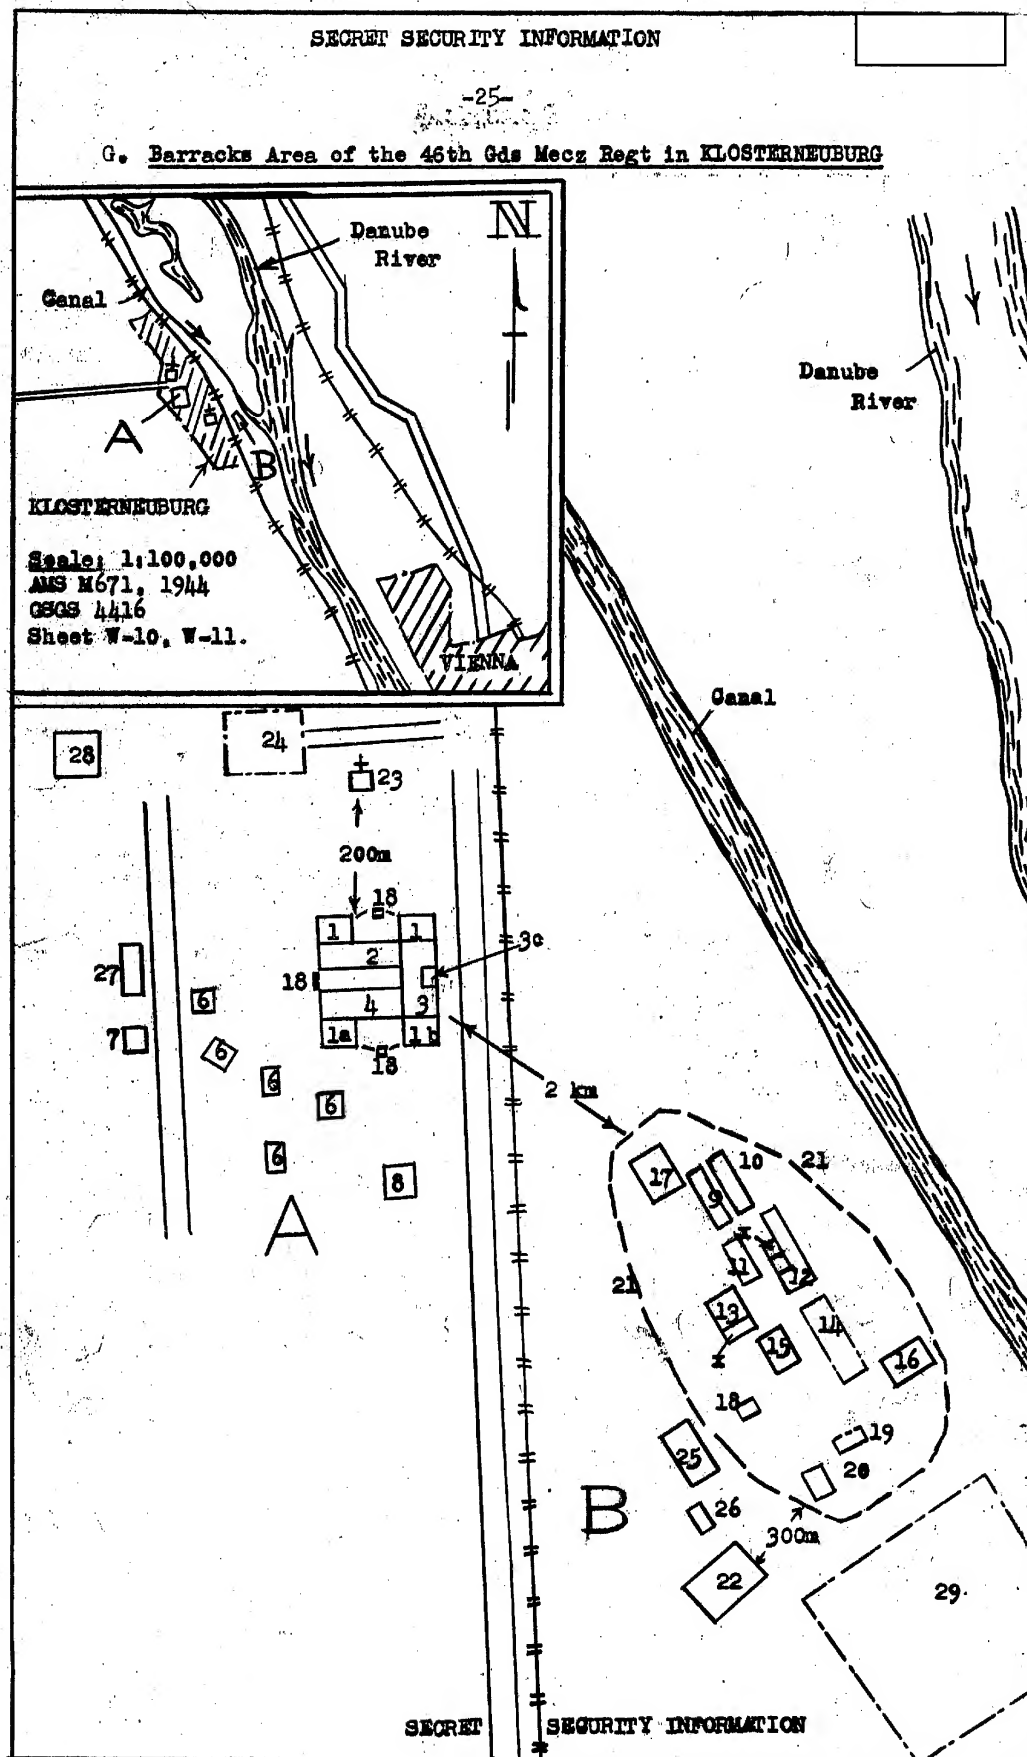 SECRET SECURITY INFORMATION
-25-
G. Barracks Area of the 46th Gds Mecz Regt in KLOSTERNEUBURG
N
Danube
River
Canal
A
B
KLOSTERNEUBURG
Scale: 1:100,000
AMS M671, 1944
GSGS 4416
Sheet W-10, W-11.
VIENNA
Danube
River
Canal
28
24
23
200m
18
1
1
2
3c
27
18
6
4
3
7
1a
1b
6
18
6
2 km
6
6
8
A
17
10
21
9
11
12
21
13
14
15
16
18
19
25
20
B
26
300m
22
29.
SECRET SECURITY INFORMATION